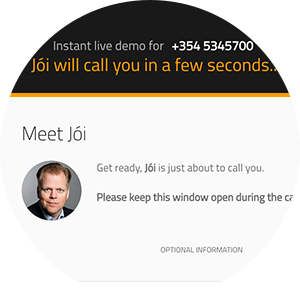 Instant live demo for +354 5345700
Jói will call you in a few seconds..
Meet Jói
Get ready, Jói is just about to call you.
Please keep this window open during the ca
OPTIONAL INFORMATION